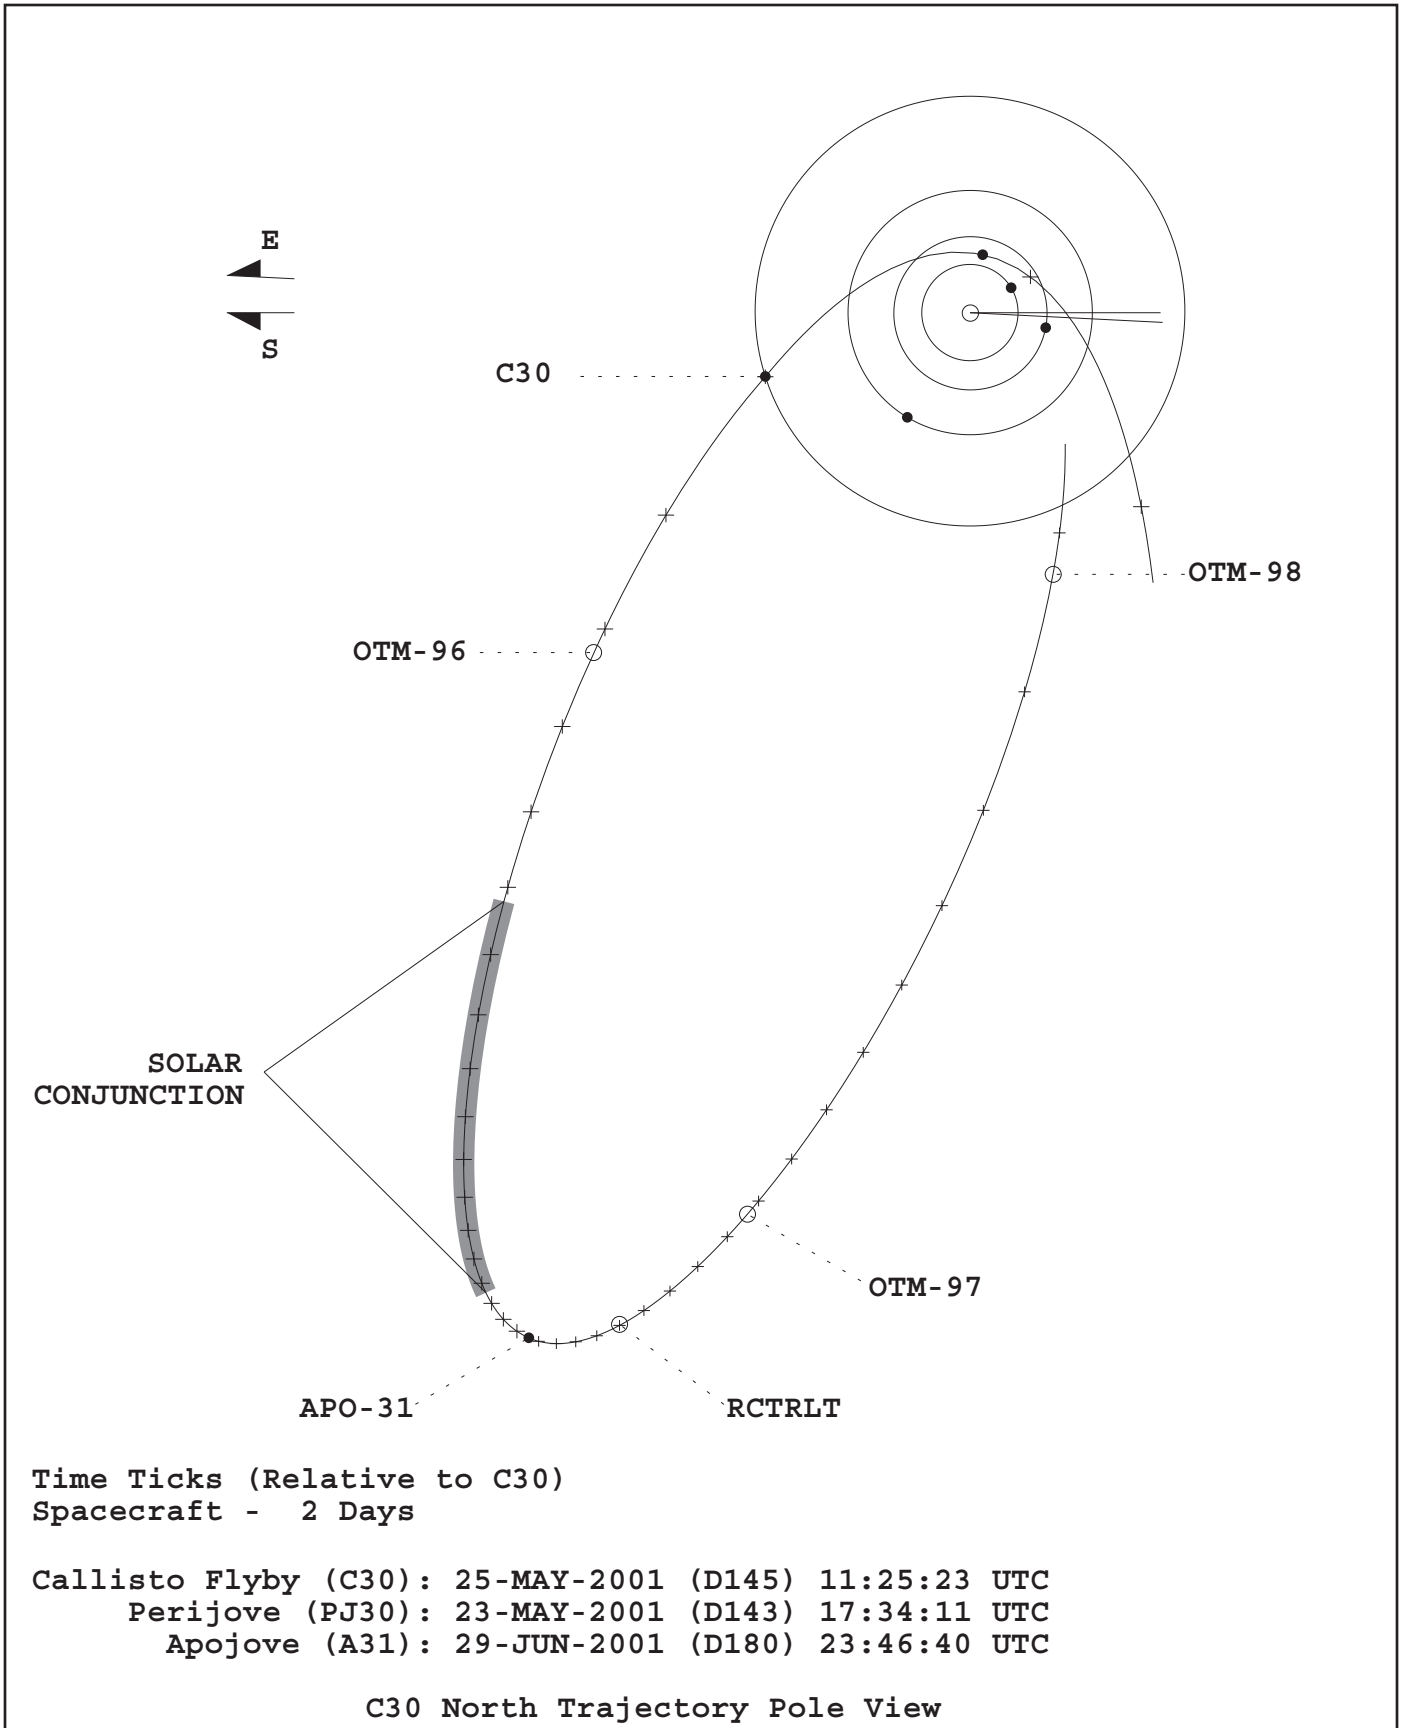 E
S
C30
OTM-98
OTM-96
SOLAR
CONJUNCTION
OTM-97
APO-31
RCTRLT
Time Ticks (Relative to C30)
Spacecraft -  2 Days
Callisto Flyby (C30): 25-MAY-2001 (D145) 11:25:23 UTC
Perijove (PJ30): 23-MAY-2001 (D143) 17:34:11 UTC
Apojove (A31): 29-JUN-2001 (D180) 23:46:40 UTC
C30 North Trajectory Pole View